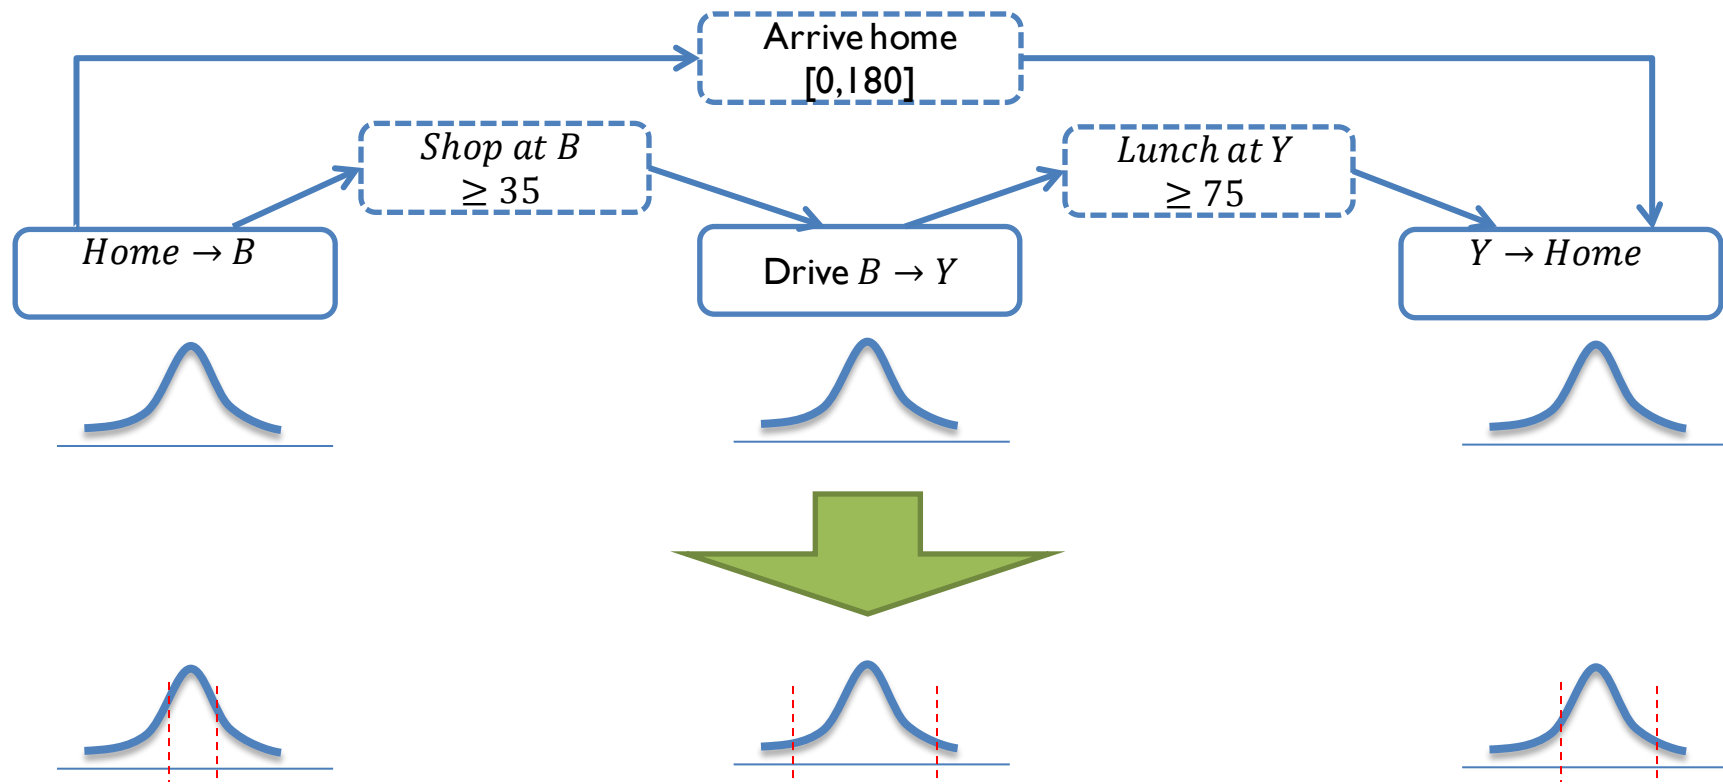 Arrive home
[0,180]
Shop at B
≥ 35
Lunch at Y
≥ 75
Home → B
Drive B → Y
Y → Home